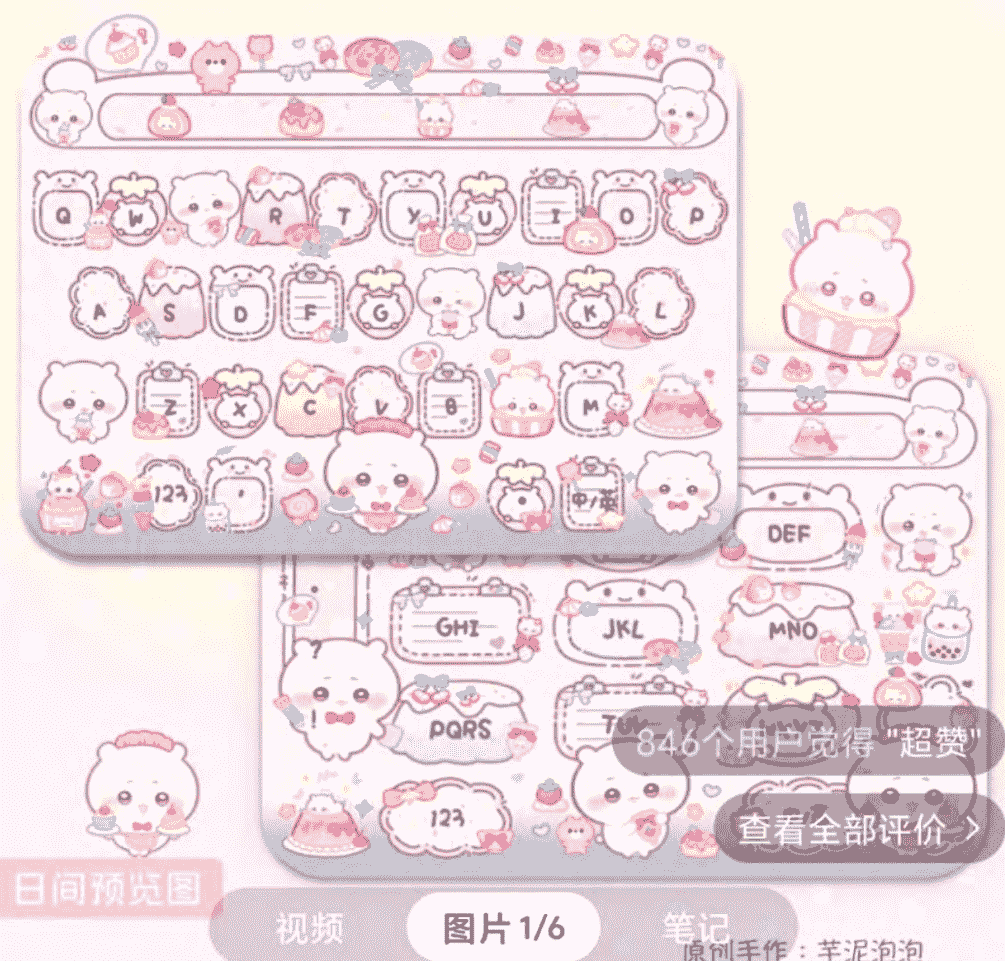 Q W R T Y U I O P
A S D F G J K L
Z X C V B M
123 , 中/英
DEF
GHI JKL MNO
? !
PQRS TUV
846个用户觉得 "超赞"
123
查看全部评价 >
日间预览图
视频 图片 1/6 笔记
原创手作：芋泥泡泡